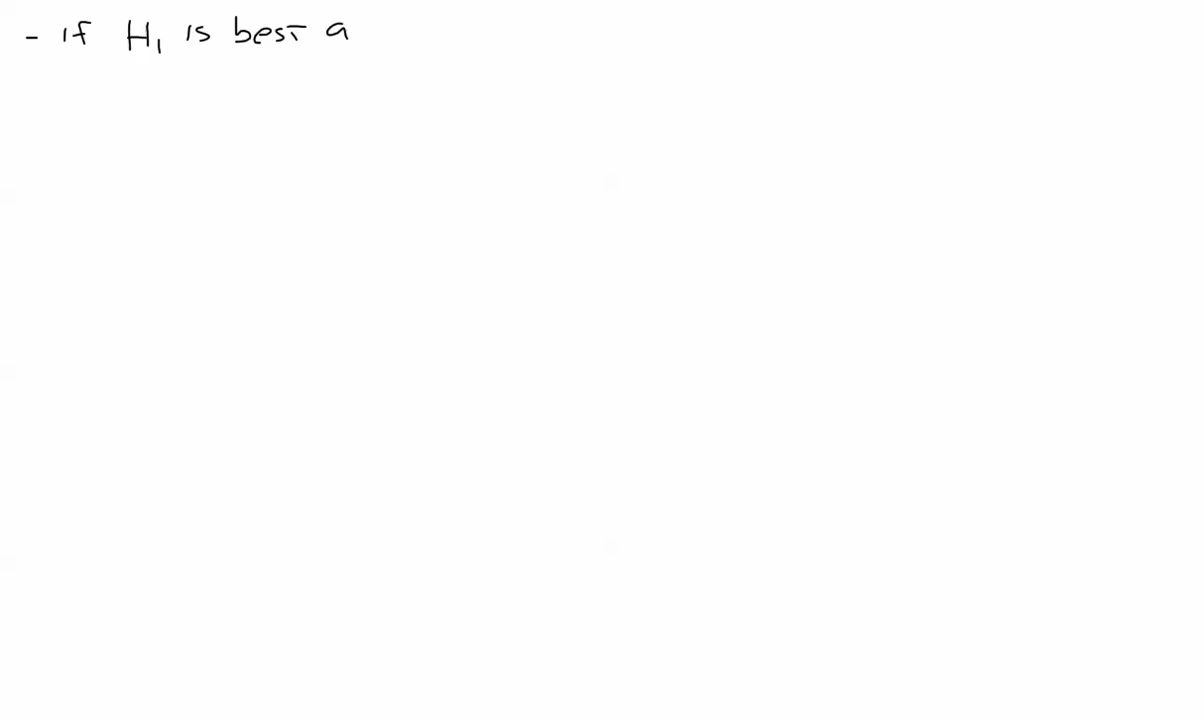 - if H₁ is best a